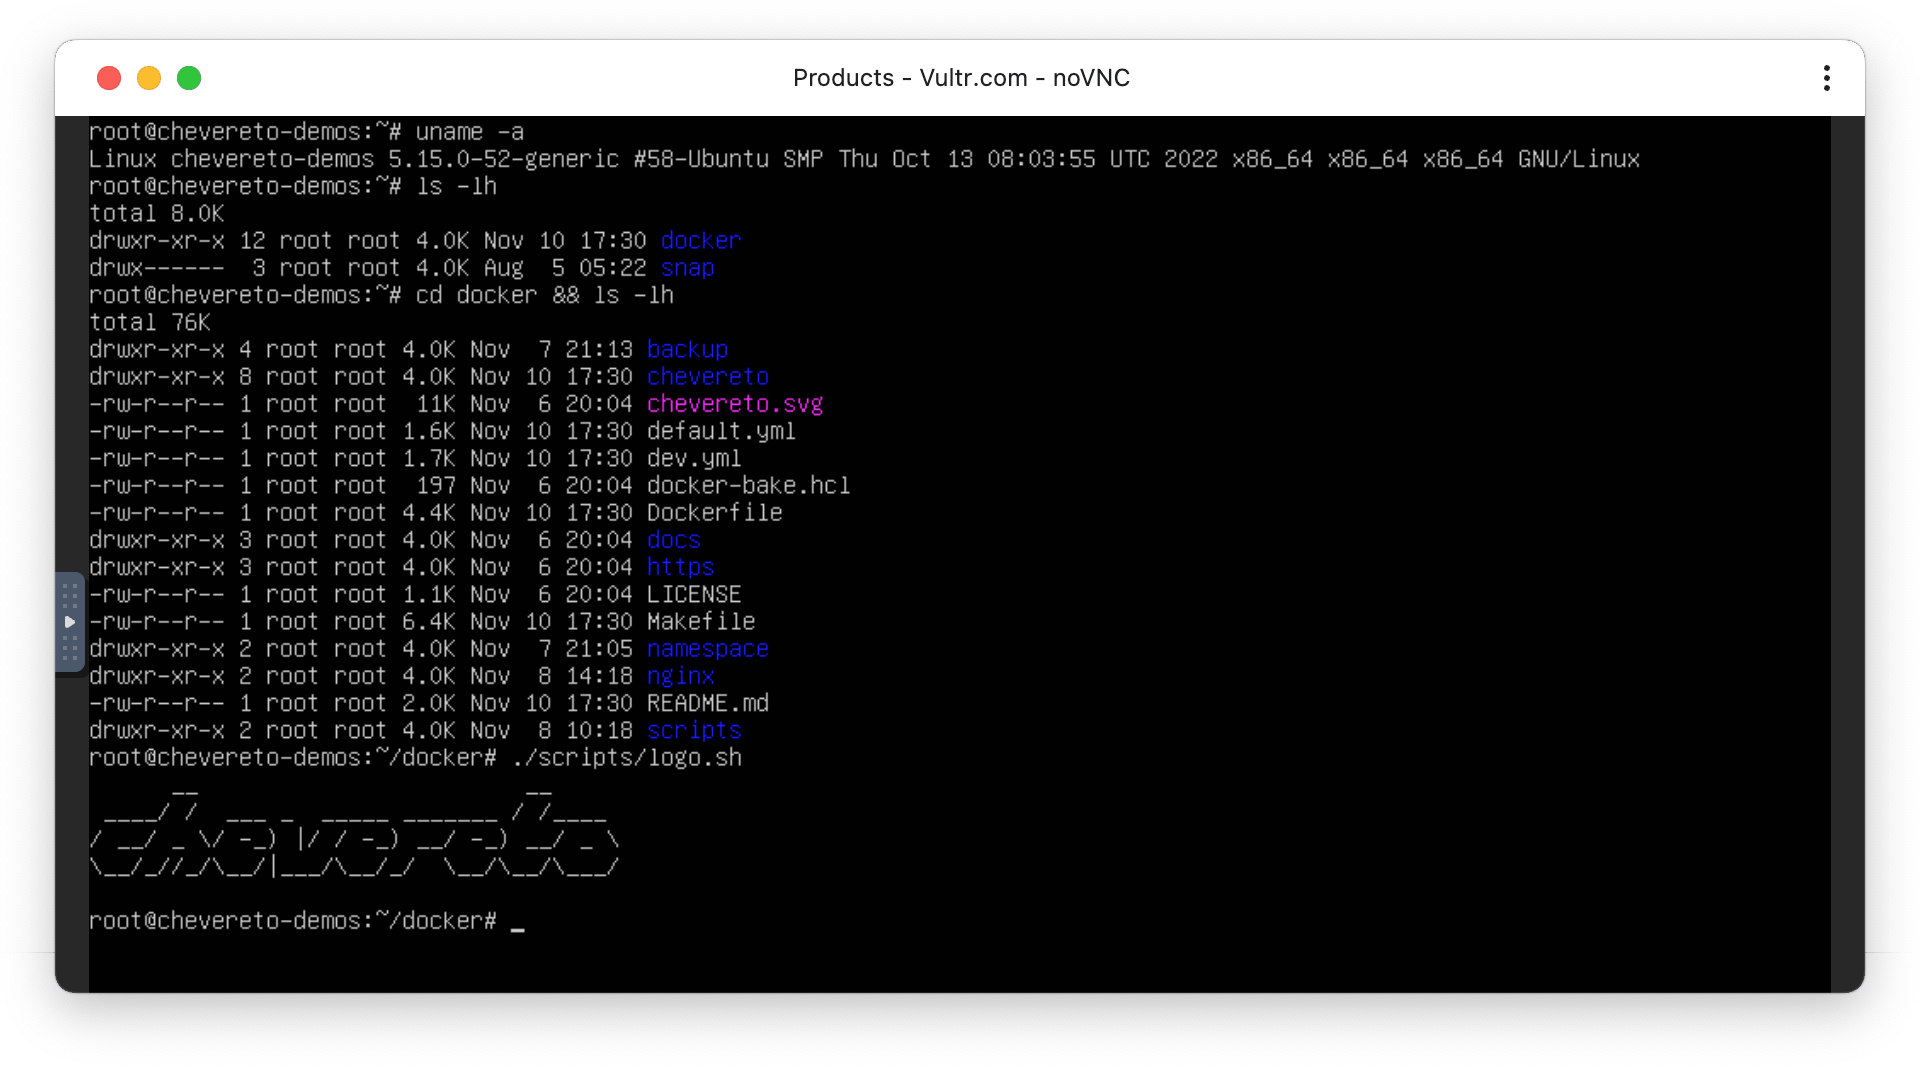 Products - Vultr.com - noVNC
root@chevereto-demos:~# uname -a
Linux chevereto-demos 5.15.0-52-generic #58-Ubuntu SMP Thu Oct 13 08:03:55 UTC 2022 x86_64 x86_64 x86_64 GNU/Linux
root@chevereto-demos:~# ls -lh
total 8.0K
drwxr-xr-x 12 root root 4.0K Nov 10 17:30 docker
drwx------  3 root root 4.0K Aug  5 05:22 snap
root@chevereto-demos:~# cd docker && ls -lh
total 76K
drwxr-xr-x 4 root root 4.0K Nov  7 21:13 backup
drwxr-xr-x 8 root root 4.0K Nov 10 17:30 chevereto
-rw-r--r-- 1 root root  11K Nov  6 20:04 chevereto.svg
-rw-r--r-- 1 root root 1.6K Nov 10 17:30 default.yml
-rw-r--r-- 1 root root 1.7K Nov 10 17:30 dev.yml
-rw-r--r-- 1 root root  197 Nov  6 20:04 docker-bake.hcl
-rw-r--r-- 1 root root 4.4K Nov 10 17:30 Dockerfile
drwxr-xr-x 3 root root 4.0K Nov  6 20:04 docs
drwxr-xr-x 3 root root 4.0K Nov  6 20:04 https
-rw-r--r-- 1 root root 1.1K Nov  6 20:04 LICENSE
-rw-r--r-- 1 root root 6.4K Nov 10 17:30 Makefile
drwxr-xr-x 2 root root 4.0K Nov  7 21:05 namespace
drwxr-xr-x 2 root root 4.0K Nov  8 14:18 nginx
-rw-r--r-- 1 root root 2.0K Nov 10 17:30 README.md
drwxr-xr-x 2 root root 4.0K Nov  8 10:18 scripts
root@chevereto-demos:~/docker# ./scripts/logo.sh
chevereto
root@chevereto-demos:~/docker# _